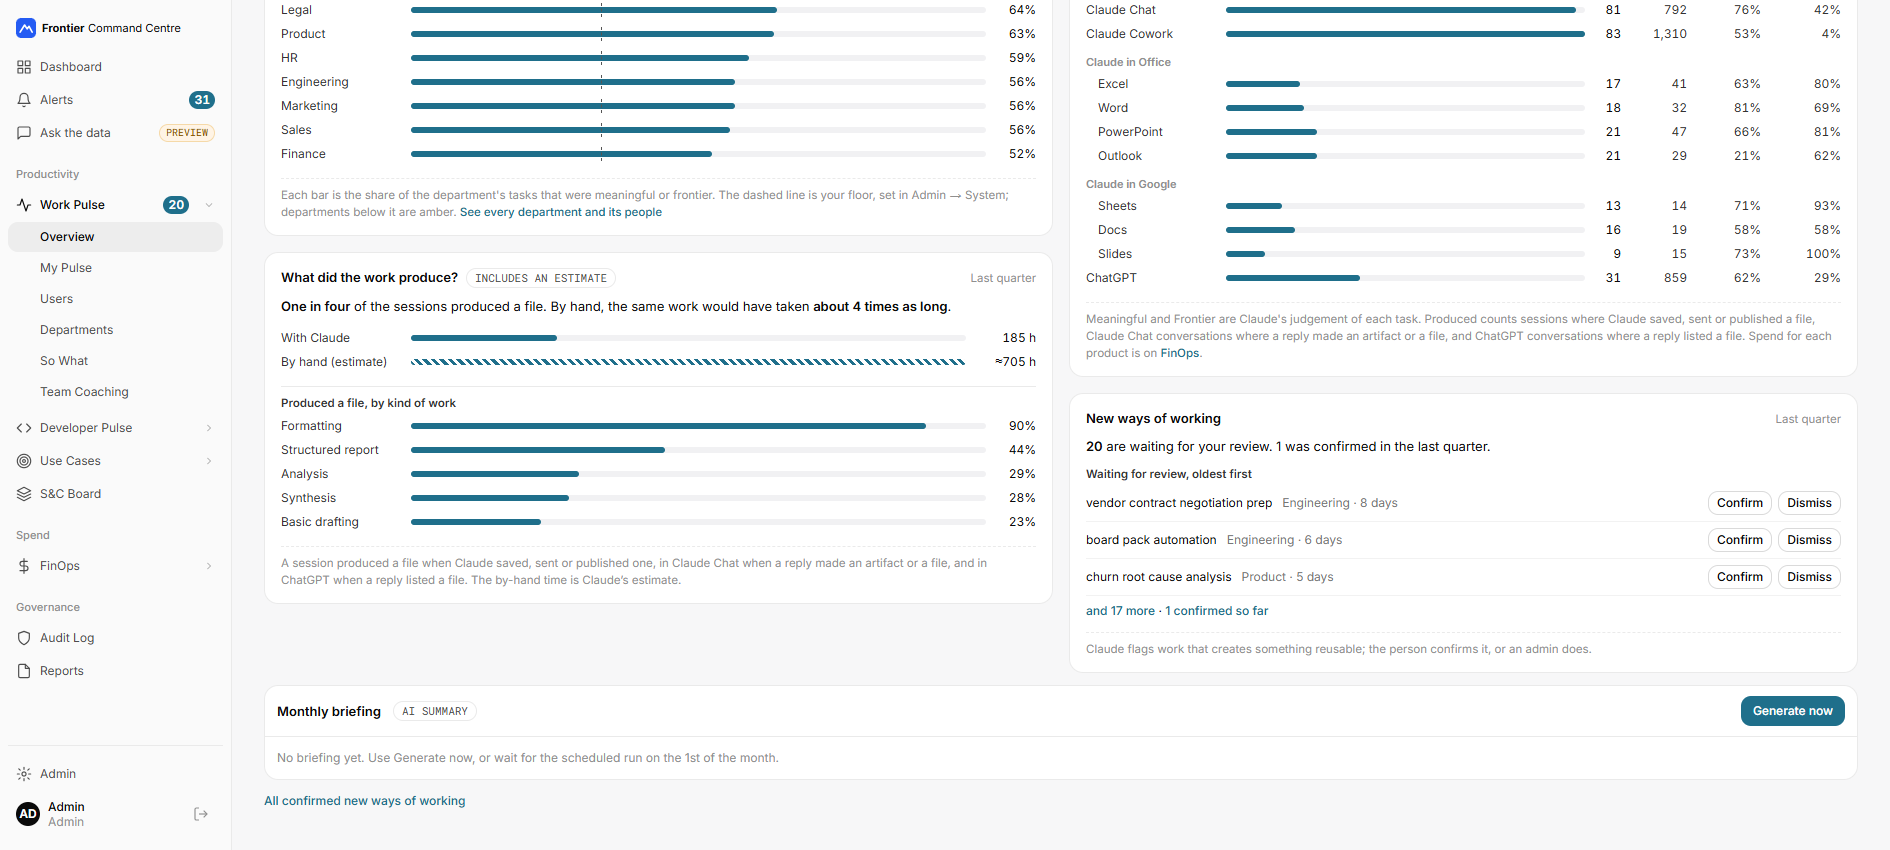 Frontier Command Centre
Dashboard
Alerts 31
Ask the data PREVIEW
Productivity
Work Pulse 20
Overview
My Pulse
Users
Departments
So What
Team Coaching
Developer Pulse
Use Cases
S&C Board
Spend
FinOps
Governance
Audit Log
Reports
Admin
AD Admin
Admin
Legal 64%
Product 63%
HR 59%
Engineering 56%
Marketing 56%
Sales 56%
Finance 52%
Each bar is the share of the department's tasks that were meaningful or frontier. The dashed line is your floor, set in Admin → System;
departments below it are amber. See every department and its people
What did the work produce? INCLUDES AN ESTIMATE Last quarter
One in four of the sessions produced a file. By hand, the same work would have taken about 4 times as long.
With Claude 185 h
By hand (estimate) ≈705 h
Produced a file, by kind of work
Formatting 90%
Structured report 44%
Analysis 29%
Synthesis 28%
Basic drafting 23%
A session produced a file when Claude saved, sent or published one, in Claude Chat when a reply made an artifact or a file, and in
ChatGPT when a reply listed a file. The by-hand time is Claude's estimate.
Claude Chat 81 792 76% 42%
Claude Cowork 83 1,310 53% 4%
Claude in Office
Excel 17 41 63% 80%
Word 18 32 81% 69%
PowerPoint 21 47 66% 81%
Outlook 21 29 21% 62%
Claude in Google
Sheets 13 14 71% 93%
Docs 16 19 58% 58%
Slides 9 15 73% 100%
ChatGPT 31 859 62% 29%
Meaningful and Frontier are Claude's judgement of each task. Produced counts sessions where Claude saved, sent or published a file,
Claude Chat conversations where a reply made an artifact or a file, and ChatGPT conversations where a reply listed a file. Spend for each
product is on FinOps.
New ways of working Last quarter
20 are waiting for your review. 1 was confirmed in the last quarter.
Waiting for review, oldest first
vendor contract negotiation prep Engineering · 8 days Confirm Dismiss
board pack automation Engineering · 6 days Confirm Dismiss
churn root cause analysis Product · 5 days Confirm Dismiss
and 17 more · 1 confirmed so far
Claude flags work that creates something reusable; the person confirms it, or an admin does.
Monthly briefing AI SUMMARY Generate now
No briefing yet. Use Generate now, or wait for the scheduled run on the 1st of the month.
All confirmed new ways of working